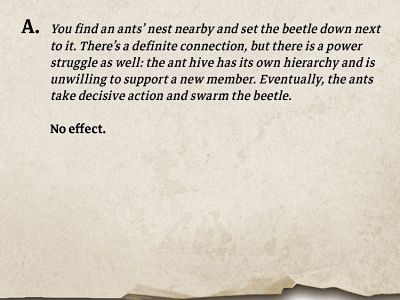 A. You find an ants’ nest nearby and set the beetle down next
to it. There’s a definite connection, but there is a power
struggle as well: the ant hive has its own hierarchy and is
unwilling to support a new member. Eventually, the ants
take decisive action and swarm the beetle.
No effect.